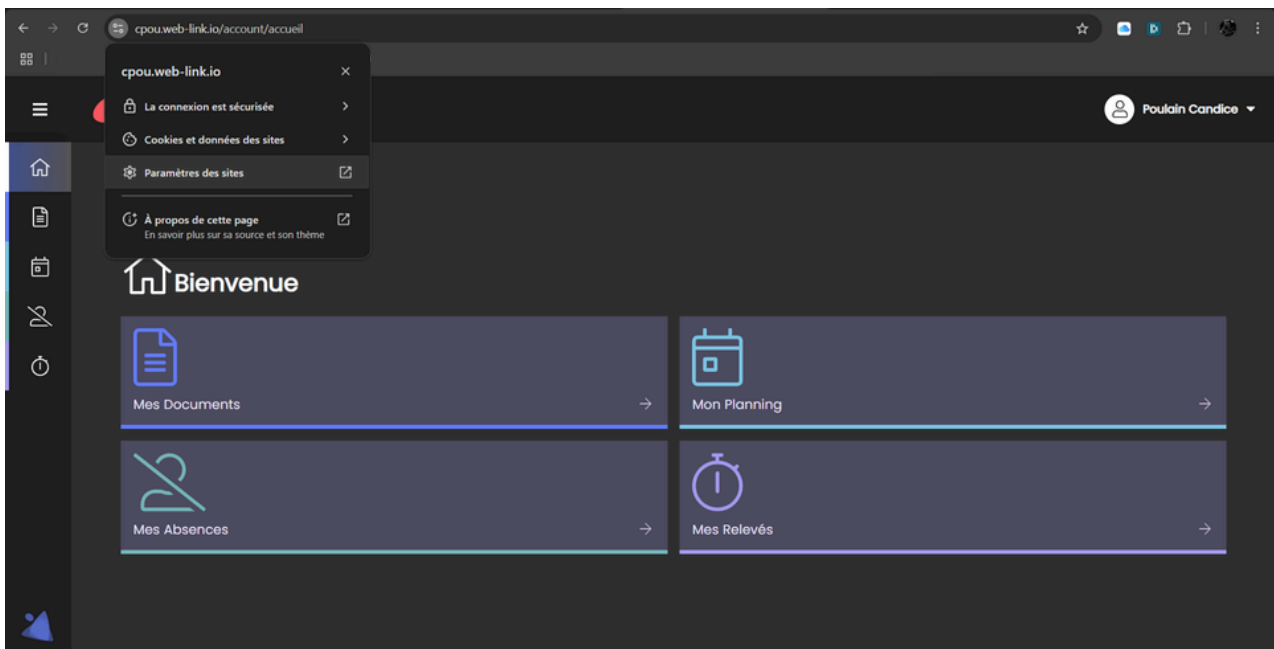 cpou.web-link.io/account/accueil
cpou.web-link.io
La connexion est sécurisée
Cookies et données des sites
Paramètres des sites
À propos de cette page
En savoir plus sur sa source et son thème
Poulain Candice
Bienvenue
Mes Documents
Mon Planning
Mes Absences
Mes Relevés